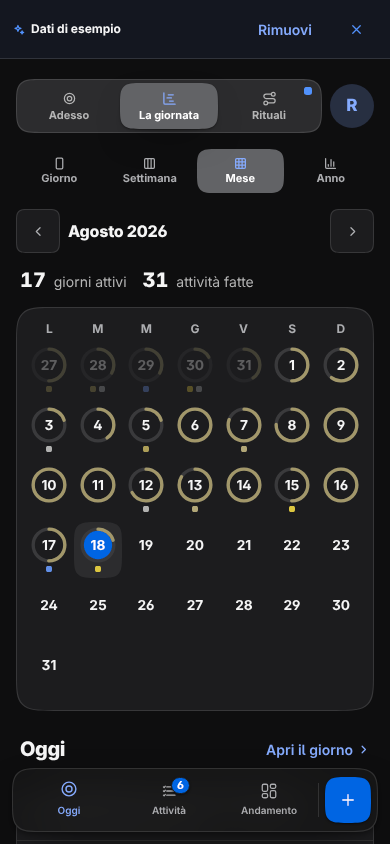 Dati di esempio
Rimuovi
Adesso
La giornata
Rituali
R
Giorno
Settimana
Mese
Anno
Agosto 2026
17 giorni attivi 31 attività fatte
L M M G V S D
27 28 29 30 31 1 2
3 4 5 6 7 8 9
10 11 12 13 14 15 16
17 18 19 20 21 22 23
24 25 26 27 28 29 30
31
Oggi
Apri il giorno
6
Oggi
Attività
Andamento